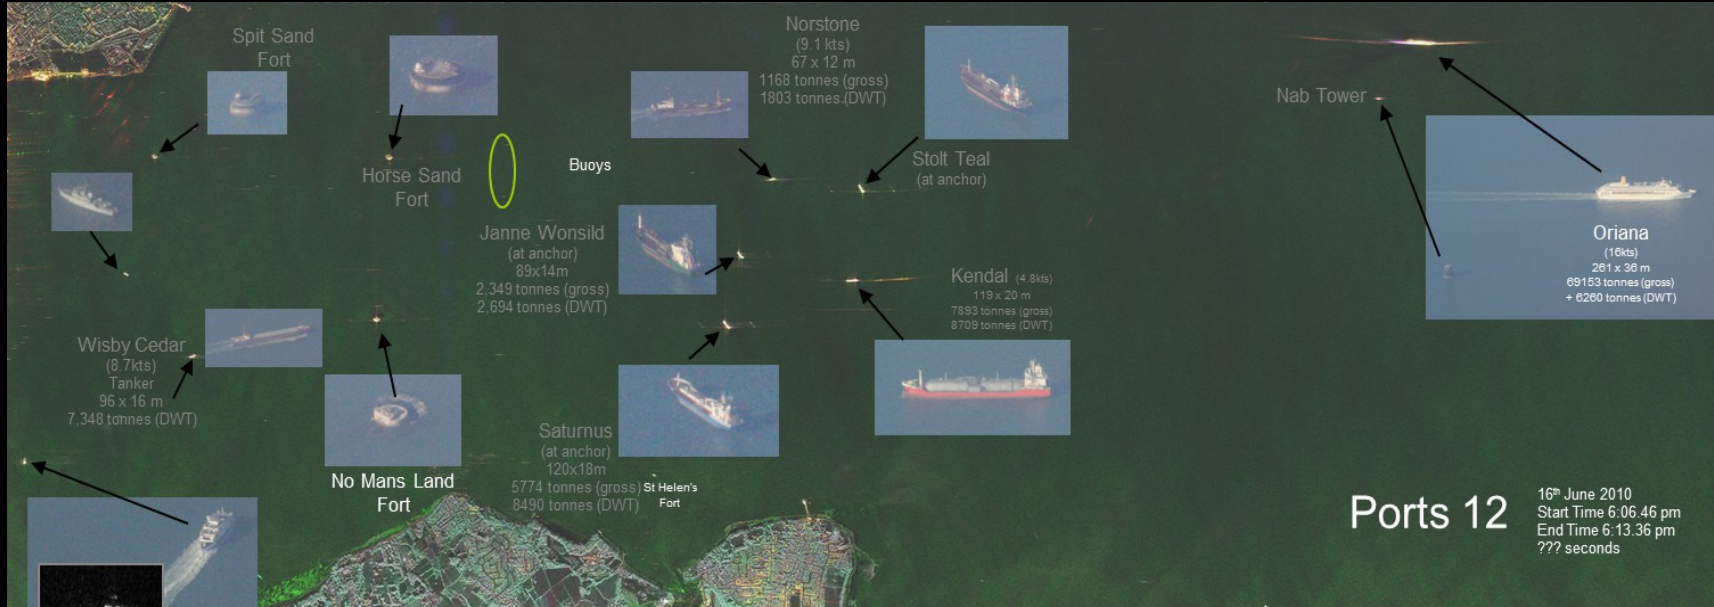 Spit Sand
Fort
Horse Sand
Fort
Buoys
Norstone
(9.1 kts)
67 x 12 m
1168 tonnes (gross)
1803 tonnes (DWT)
Stolt Teal
(at anchor)
Nab Tower
Oriana
(16kts)
261 x 36 m
69153 tonnes (gross)
+ 6260 tonnes (DWT)
Janne Wonsild
(at anchor)
89x14m
2,349 tonnes (gross)
2,694 tonnes (DWT)
Kendal (4.8kts)
119 x 20 m
7893 tonnes (gross)
8709 tonnes (DWT)
Wisby Cedar
(8.7kts)
Tanker
96 x 16 m
7,348 tonnes (DWT)
No Mans Land
Fort
Saturnus
(at anchor)
120x18m
5774 tonnes (gross)
8490 tonnes (DWT)
St Helen's
Fort
Ports 12
16th June 2010
Start Time 6:06.46 pm
End Time 6:13.36 pm
??? seconds